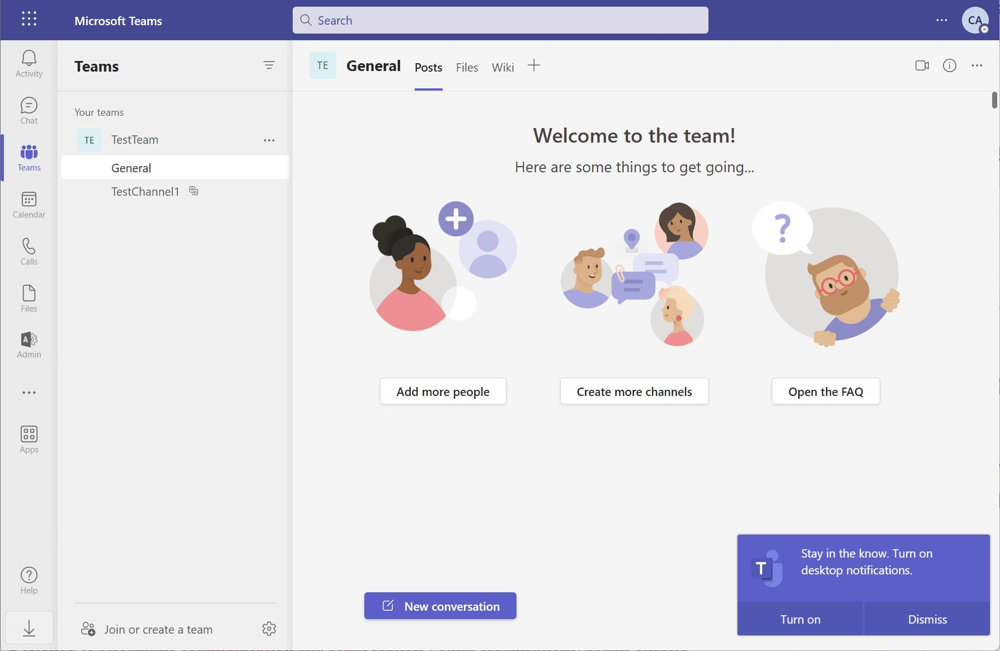 Microsoft Teams
Search
CA
Activity
Chat
Teams
Calendar
Calls
Files
Admin
Apps
Help
Teams
Your teams
TE
TestTeam
General
TestChannel1
Join or create a team
TE
General
Posts
Files
Wiki
Welcome to the team!
Here are some things to get going...
?
Add more people
Create more channels
Open the FAQ
New conversation
T
Stay in the know. Turn on
desktop notifications.
Turn on
Dismiss